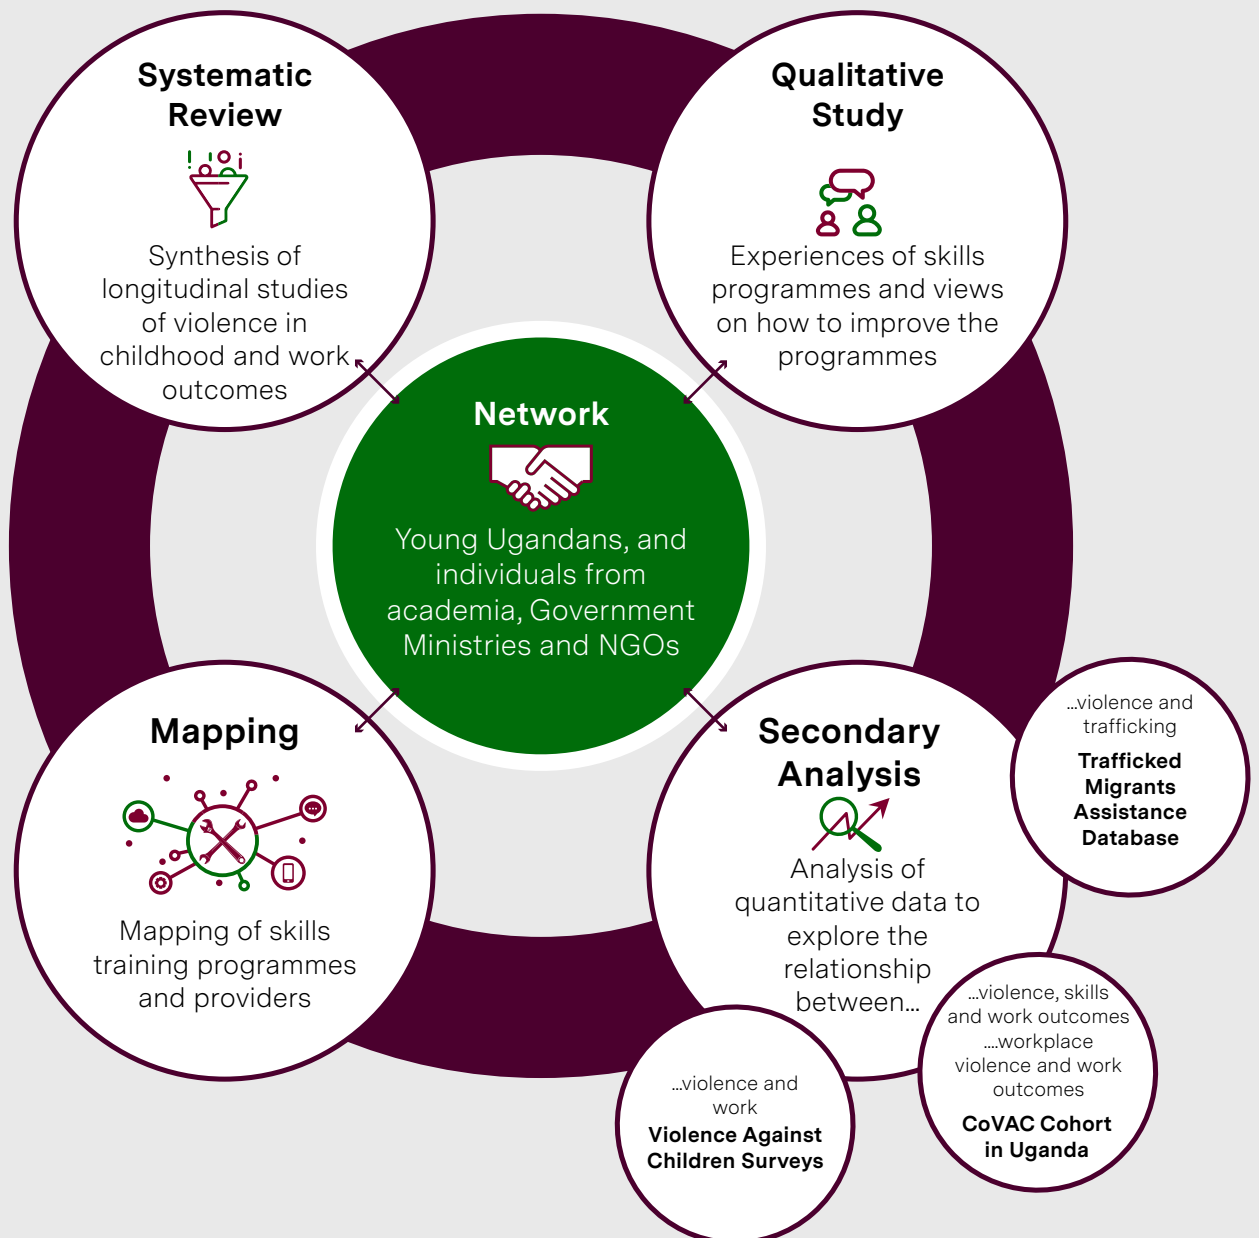 Systematic
Review
Synthesis of
longitudinal studies
of violence in
childhood and work
outcomes
Qualitative
Study
Experiences of skills
programmes and views
on how to improve the
programmes
Network
Young Ugandans, and
individuals from
academia, Government
Ministries and NGOs
Mapping
Mapping of skills
training programmes
and providers
Secondary
Analysis
Analysis of
quantitative data to
explore the
relationship
between...
...violence and
trafficking
Trafficked
Migrants
Assistance
Database
...violence, skills
and work outcomes
....workplace
violence and work
outcomes
CoVAC Cohort
in Uganda
...violence and
work
Violence Against
Children Surveys